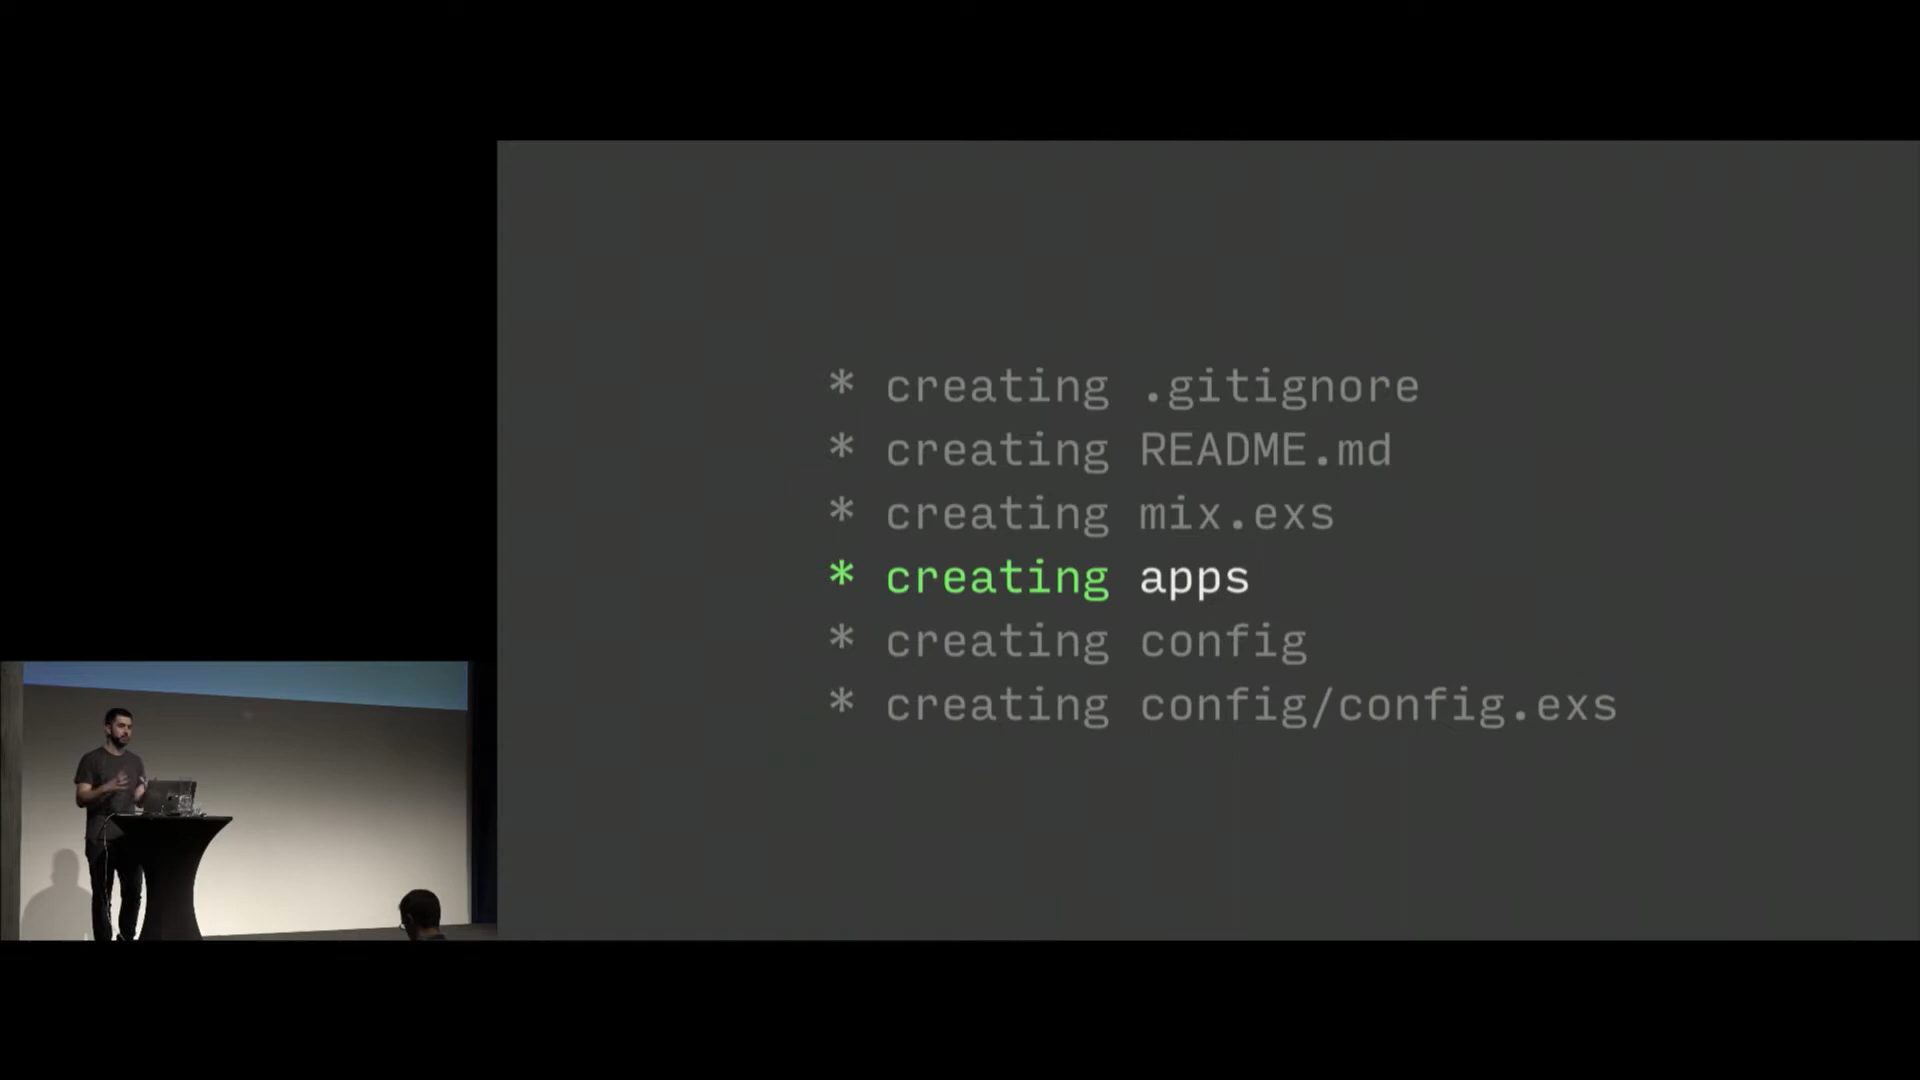 * creating .gitignore
* creating README.md
* creating mix.exs
* creating apps
* creating config
* creating config/config.exs